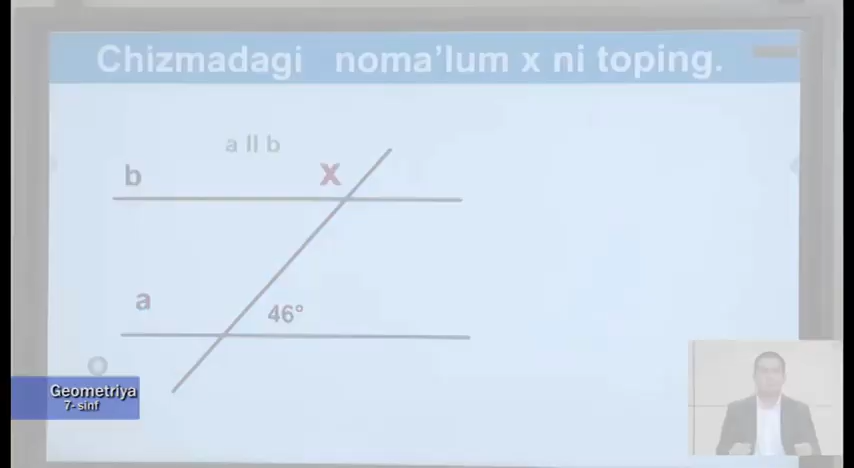 Chizmadagi noma’lum x ni toping.
a ll b
b
X
a
46°
Geometriya
7- sinf